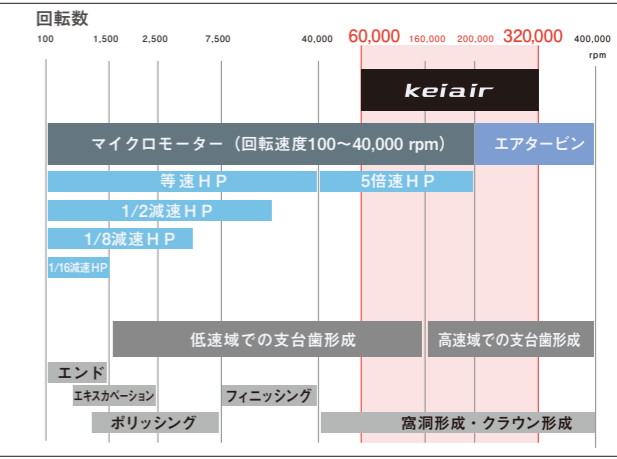 回転数
100 1,500 2,500 7,500 40,000 60,000 160,000 200,000 320,000 400,000
rpm
keiair
マイクロモーター（回転速度100〜40,000 rpm） エアタービン
等速HP 5倍速HP
1/2減速HP
1/8減速HP
1/16減速HP
低速域での支台歯形成 高速域での支台歯形成
エンド
エキスカベーション フィニッシング
ポリッシング 窩洞形成・クラウン形成